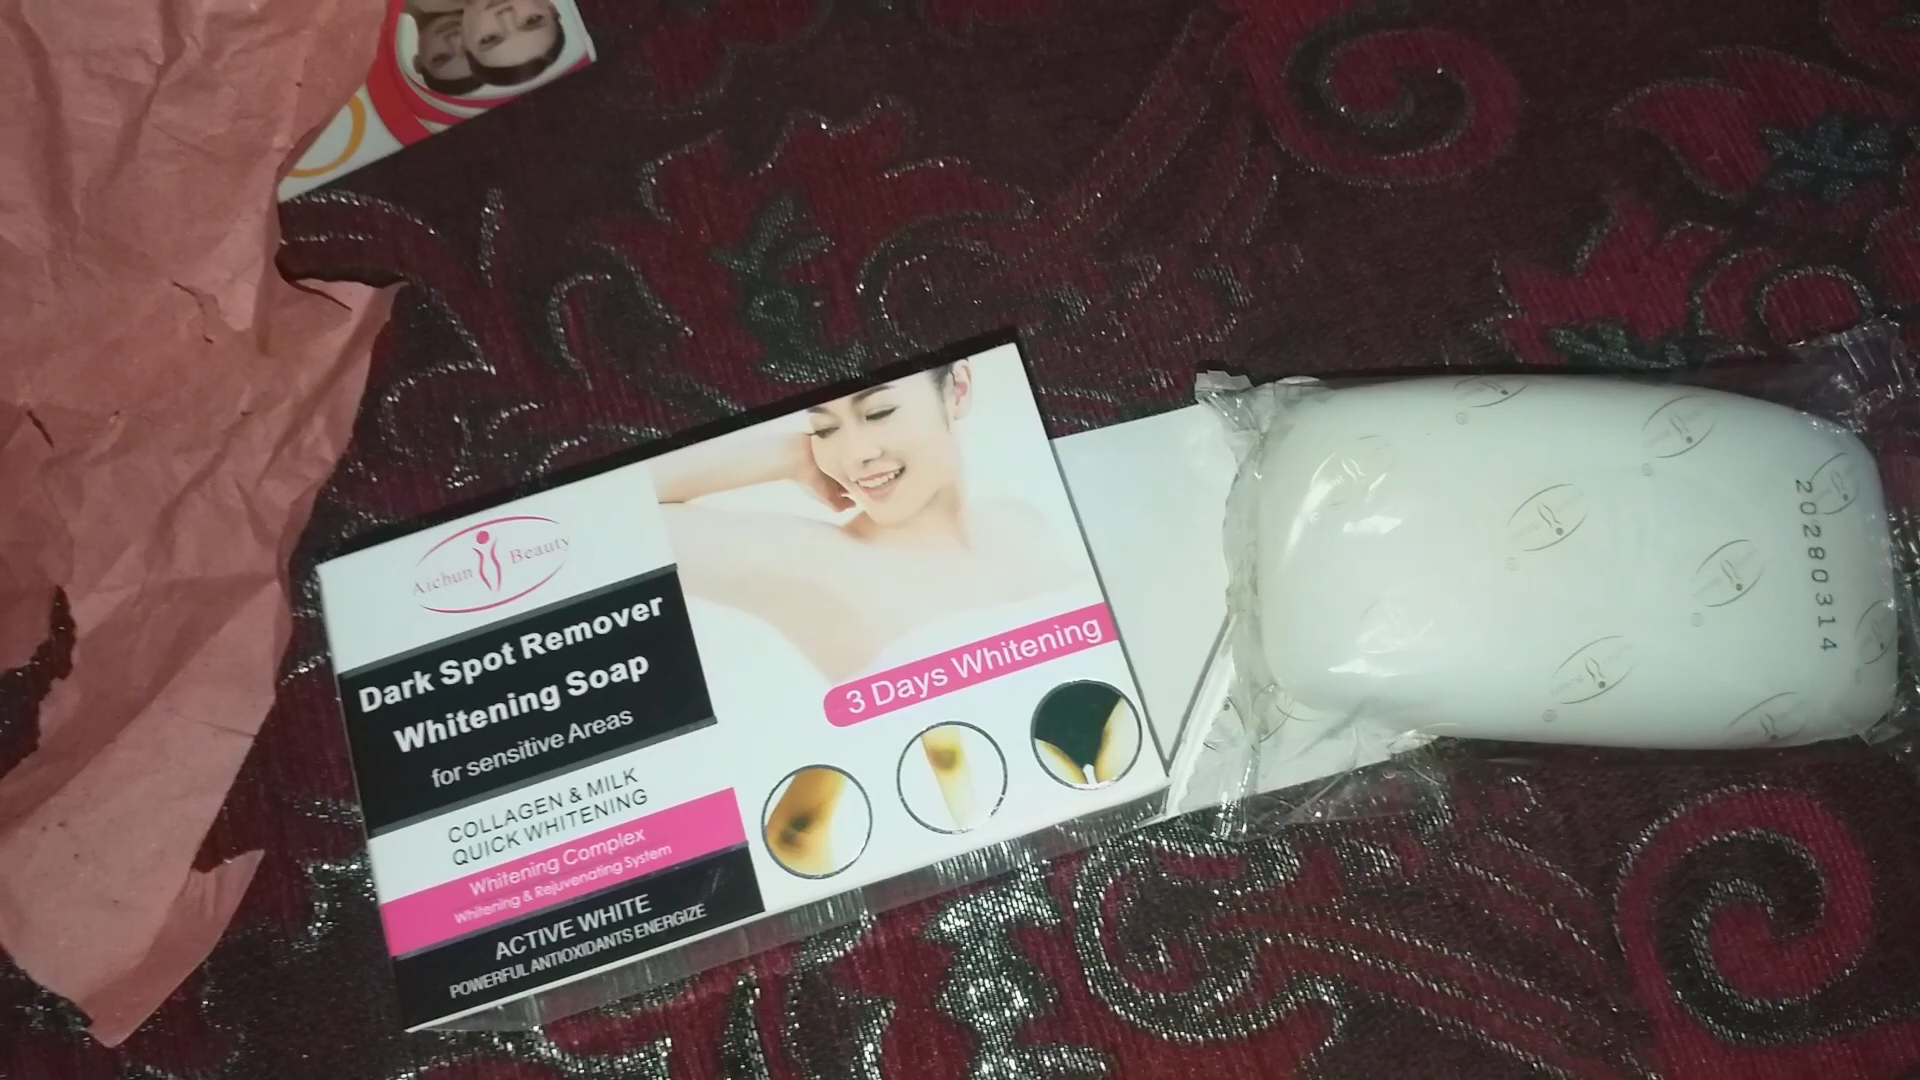 Aichun Beauty
Dark Spot Remover
Whitening Soap
for sensitive Areas
COLLAGEN & MILK
QUICK WHITENING
Whitening Complex
Whitening & Rejuvenating System
ACTIVE WHITE
POWERFUL ANTIOXIDANTS ENERGIZE
3 Days Whitening
20280314